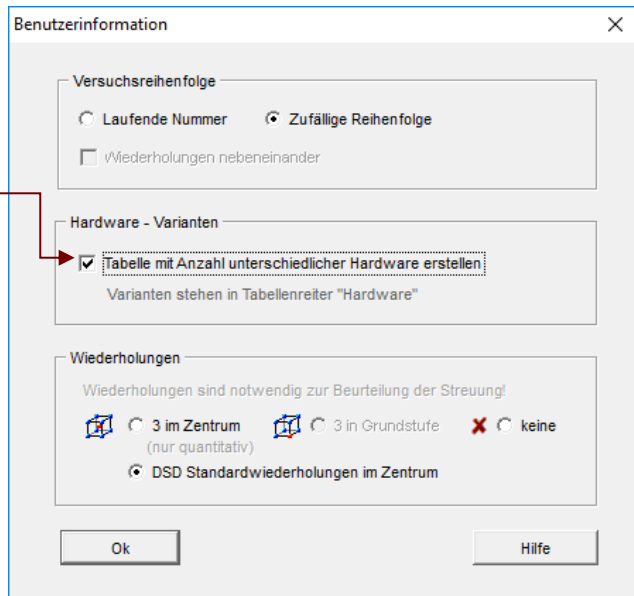 Benutzerinformation
Versuchsreihenfolge
Laufende Nummer Zufällige Reihenfolge
Wiederholungen nebeneinander
Hardware - Varianten
Tabelle mit Anzahl unterschiedlicher Hardware erstellen
Varianten stehen in Tabellenreiter "Hardware"
Wiederholungen
Wiederholungen sind notwendig zur Beurteilung der Streuung!
3 im Zentrum 3 in Grundstufe keine
(nur quantitativ)
DSD Standardwiederholungen im Zentrum
Ok Hilfe